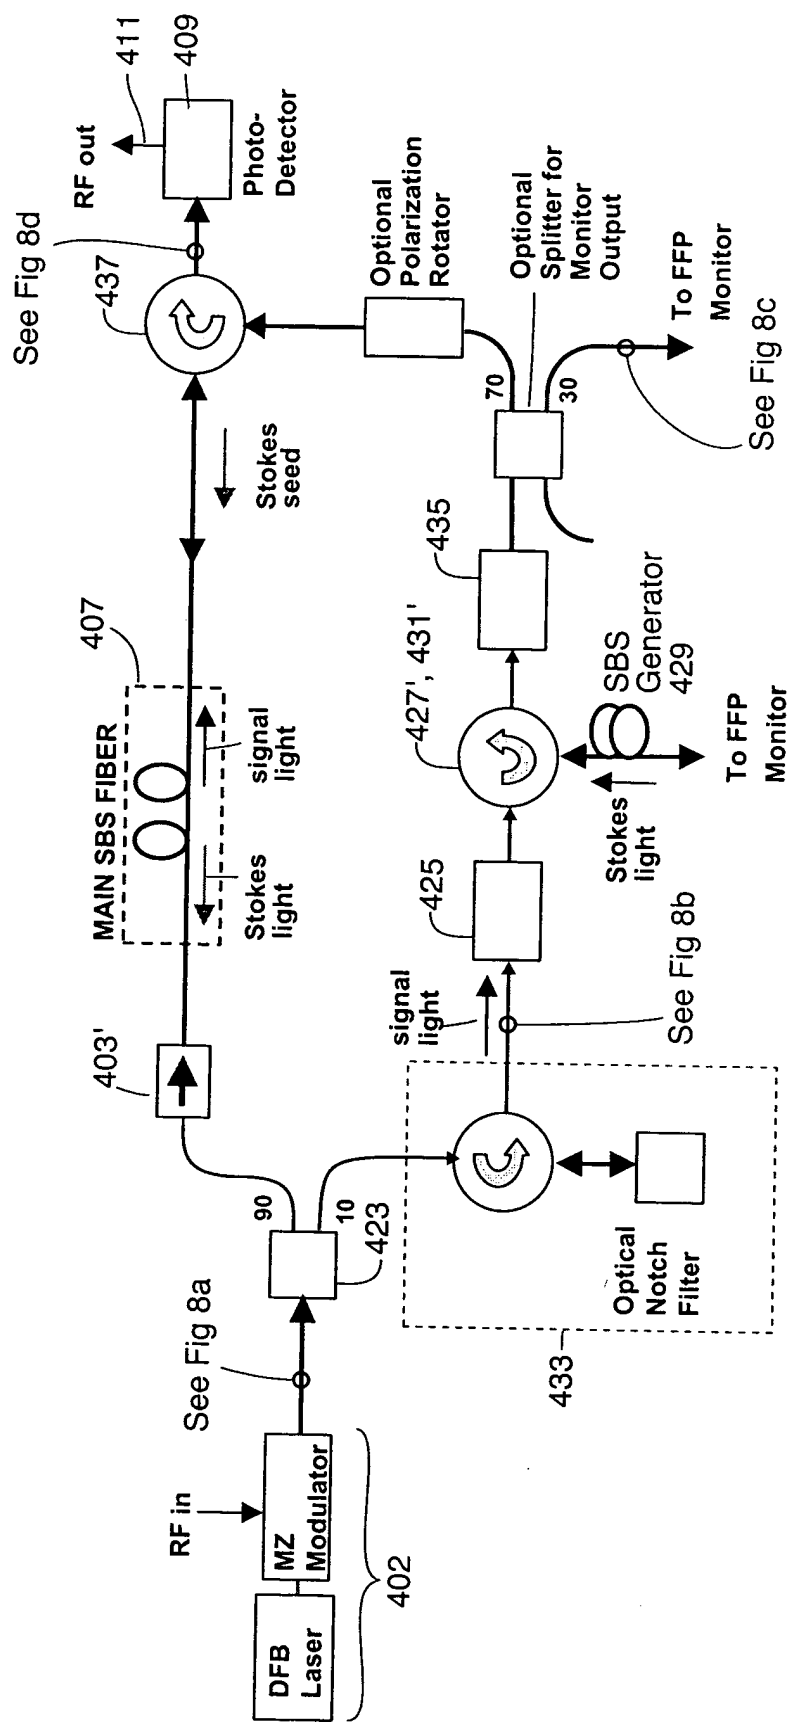 DFB
Laser
MZ
Modulator
RF in
402
See Fig 8a
90
10
423
403'
MAIN SBS FIBER
407
Stokes
light
signal
light
Stokes
seed
See Fig 8d
437
RF out
411
409
Photo-
Detector
433
Optical
Notch
Filter
signal
light
See Fig 8b
425
427', 431'
Stokes
light
SBS
Generator
429
To FFP
Monitor
435
70
30
Optional
Polarization
Rotator
Optional
Splitter for
Monitor
Output
To FFP
Monitor
See Fig 8c